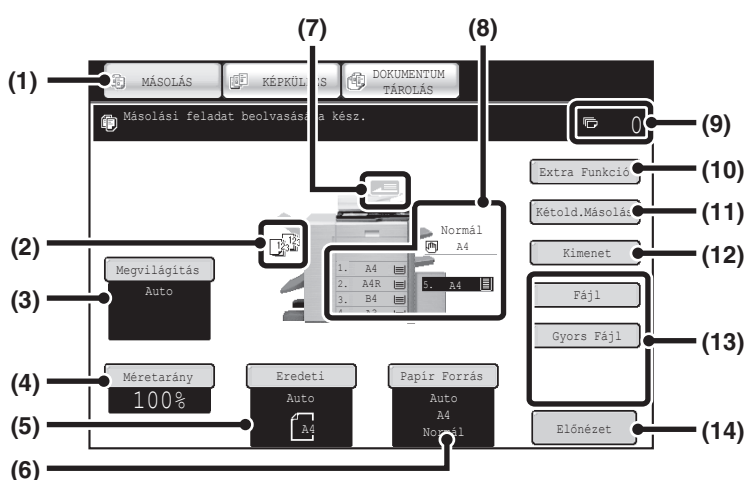 (7)
(8)
(1)
MÁSOLÁS
DOKUMENTUM
TÁROLÁS
Másolási feladat kész.
0
(9)
Extra Funkció
(10)
Kétold.Másolás
(11)
Normál
A4
(2)
Kimenet
(12)
Megvilágítás
Auto
(3)
1. A4
2. A4R
3. B4
5. A4
Fájl
Gyors Fájl
(13)
Méretarány
100%
(4)
Eredeti
Auto
A4
(5)
Papír Forrás
Auto
A4
Normál
(6)
Előnézet
(14)